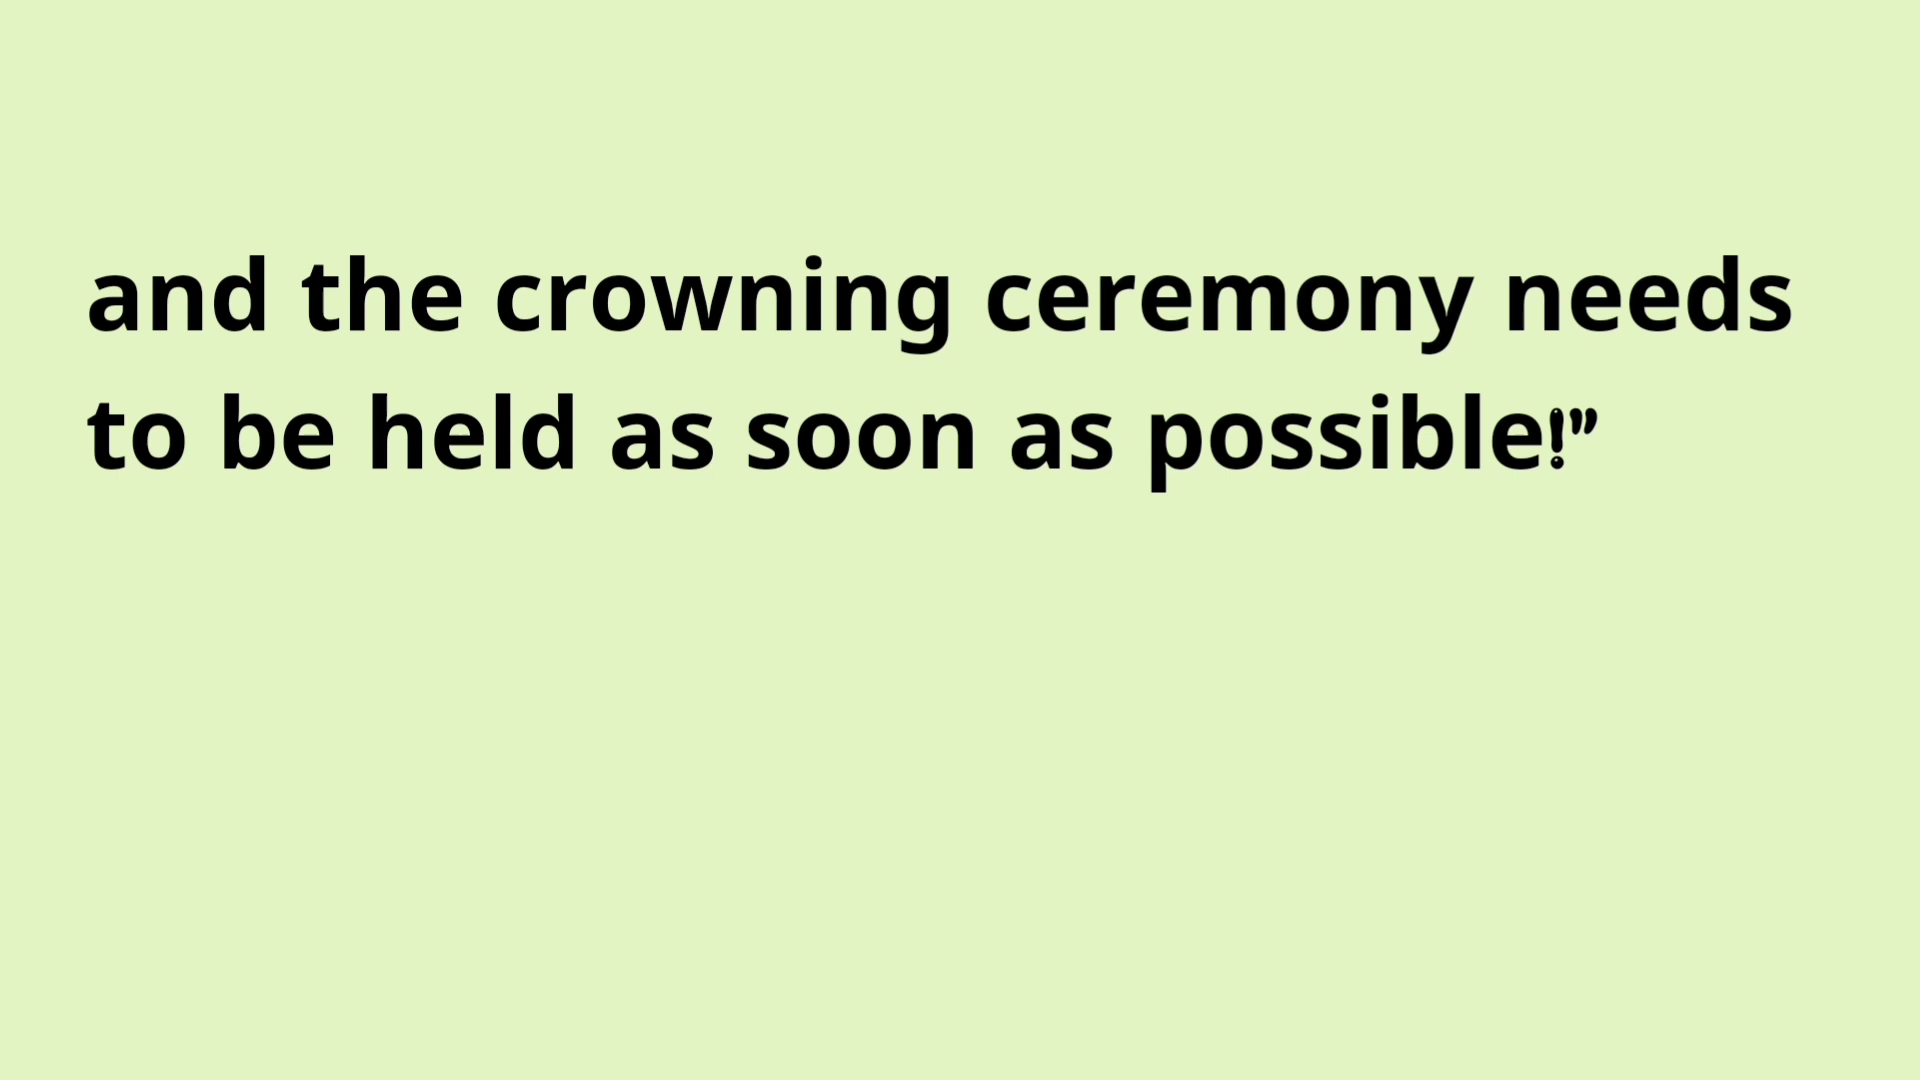 and the crowning ceremony needs
to be held as soon as possible!”